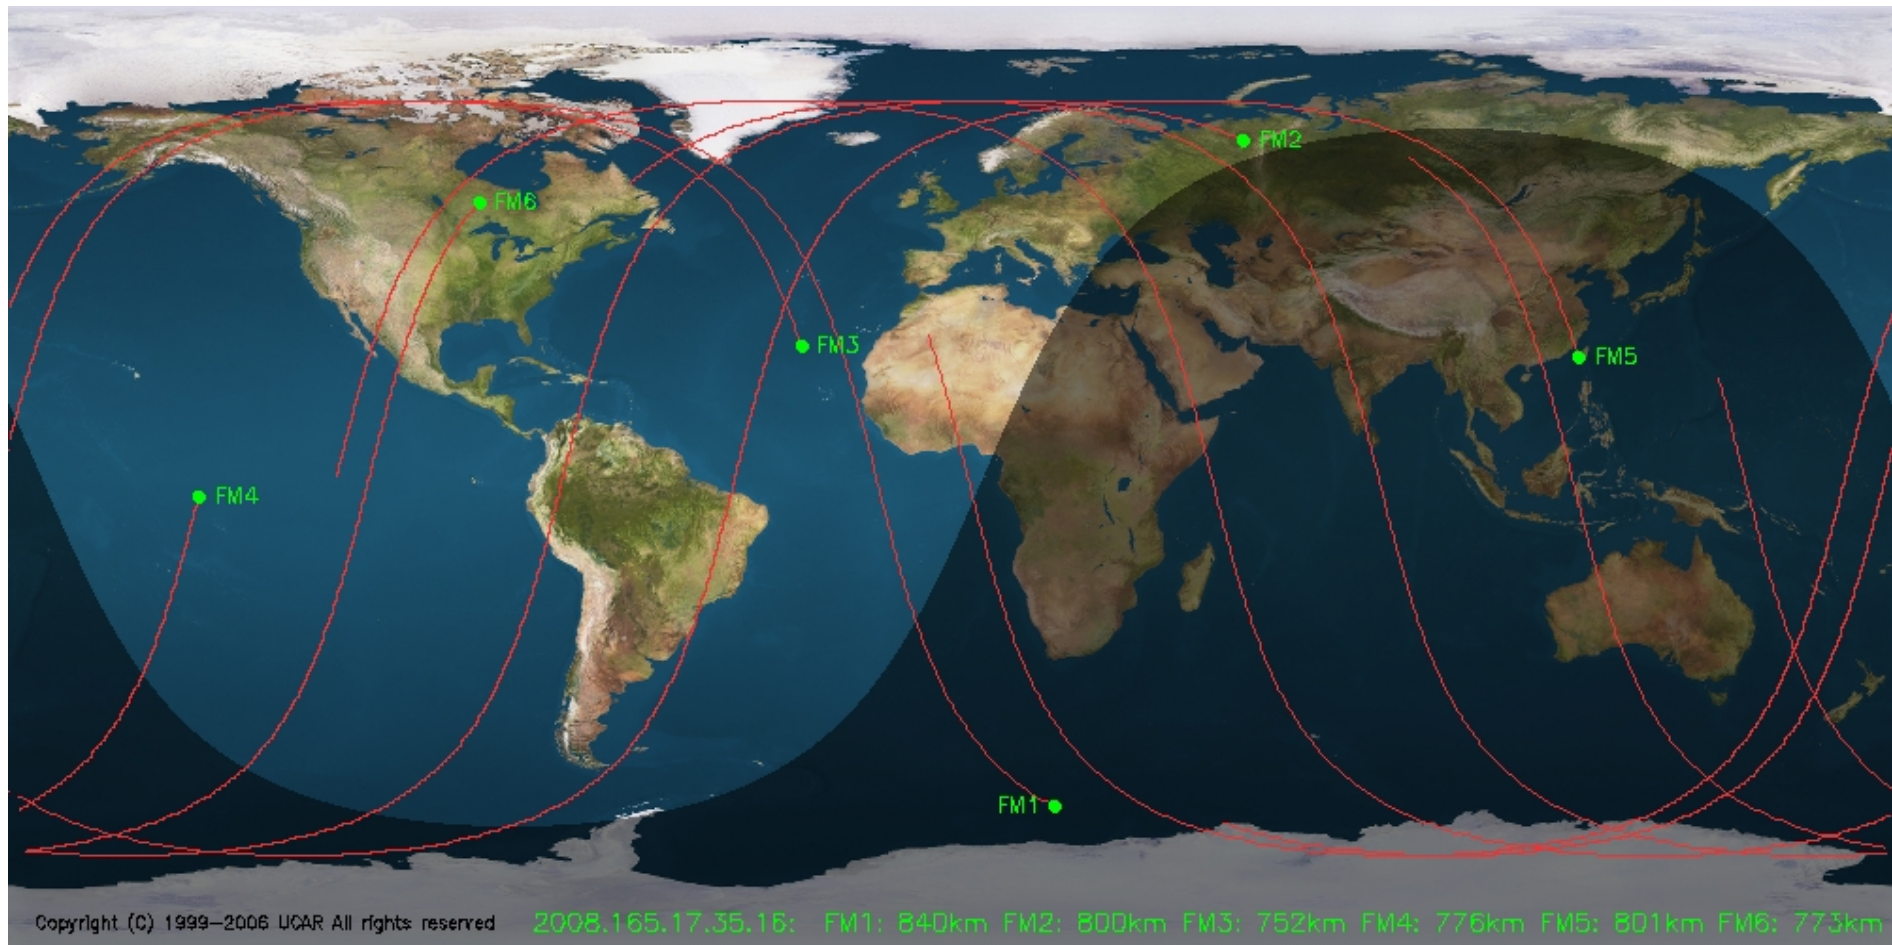 FM2
FM6
FM3
FM5
FM4
FM1
Copyright (C) 1999-2006 UCAR All rights reserved
2008.165.17.35.16: FM1: 840km FM2: 800km FM3: 752km FM4: 776km FM5: 801km FM6: 773km